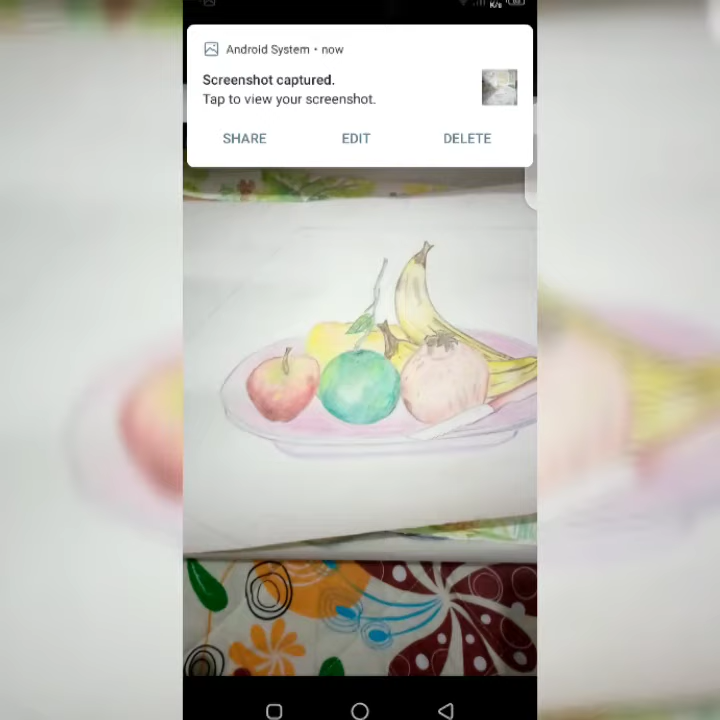 K/s
Android System • now
Screenshot captured.
Tap to view your screenshot.
SHARE
EDIT
DELETE